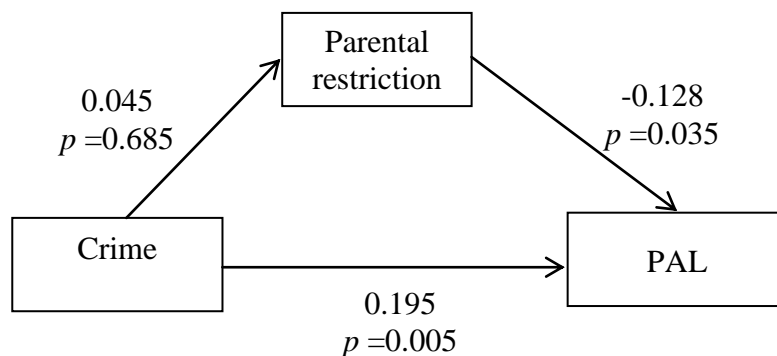 Parental
restriction
0.045
p =0.685
-0.128
p =0.035
Crime
PAL
0.195
p =0.005